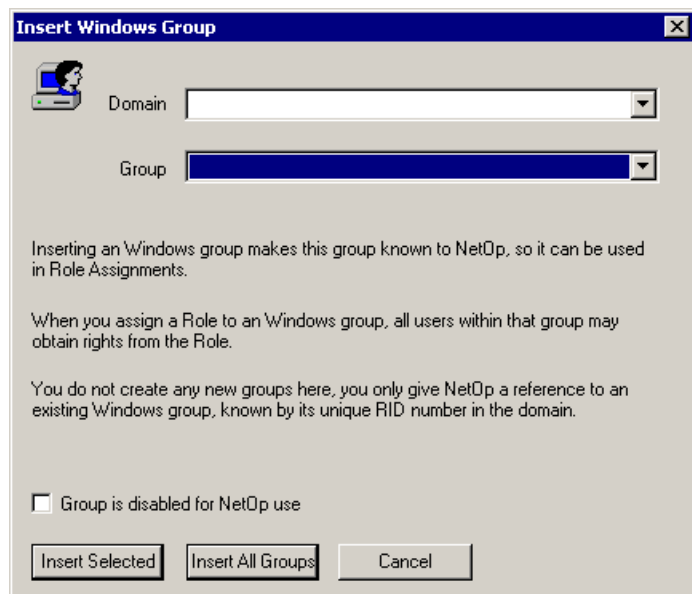 Insert Windows Group
Domain
Group
Inserting an Windows group makes this group known to NetOp, so it can be used
in Role Assignments.
When you assign a Role to an Windows group, all users within that group may
obtain rights from the Role.
You do not create any new groups here, you only give NetOp a reference to an
existing Windows group, known by its unique RID number in the domain.
Group is disabled for NetOp use
Insert Selected Insert All Groups Cancel